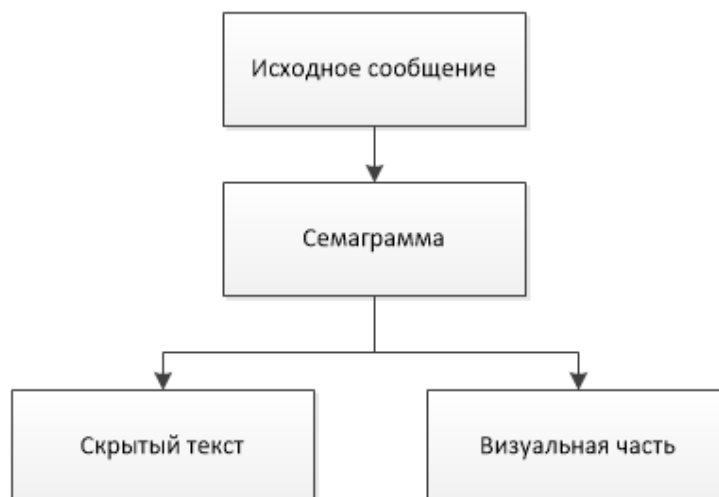 Исходное сообщение
Семаграмма
Скрытый текст
Визуальная часть